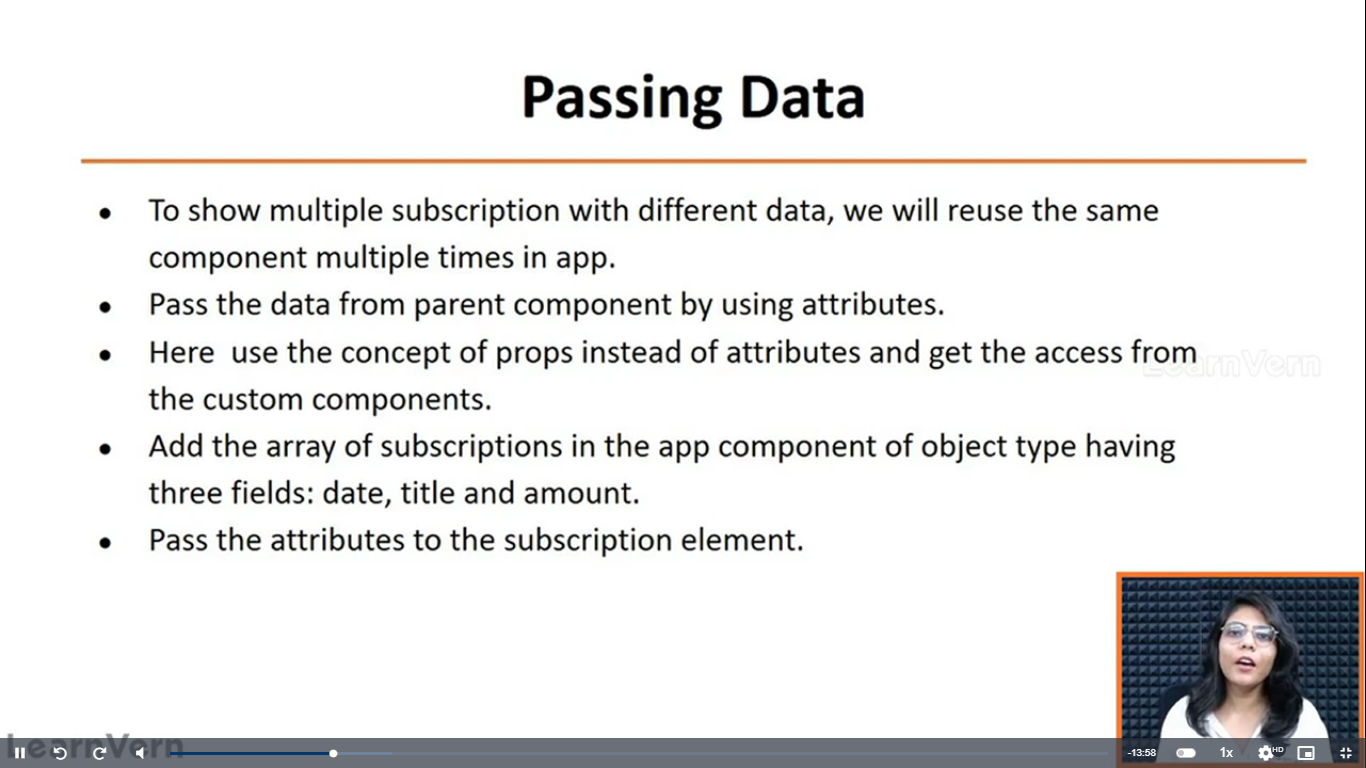 Passing Data
● To show multiple subscription with different data, we will reuse the same
component multiple times in app.
● Pass the data from parent component by using attributes.
● Here  use the concept of props instead of attributes and get the access from
the custom components.
● Add the array of subscriptions in the app component of object type having
three fields: date, title and amount.
● Pass the attributes to the subscription element.
LearnVern
LearnVern
-13:58
1x
HD